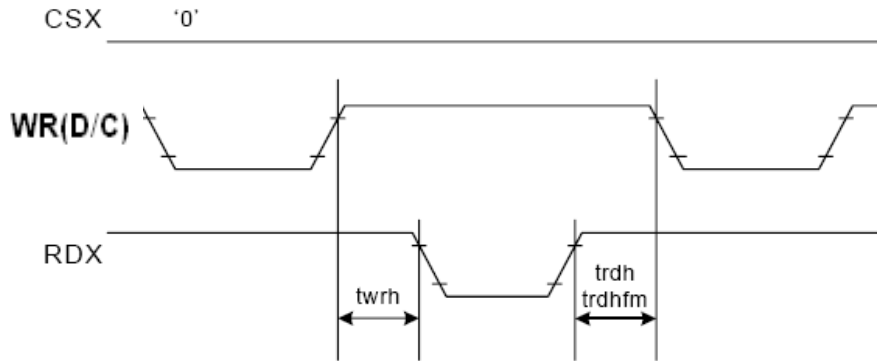 CSX ‘0’
WR(D/C)
RDX
twrh
trdh
trdhfm